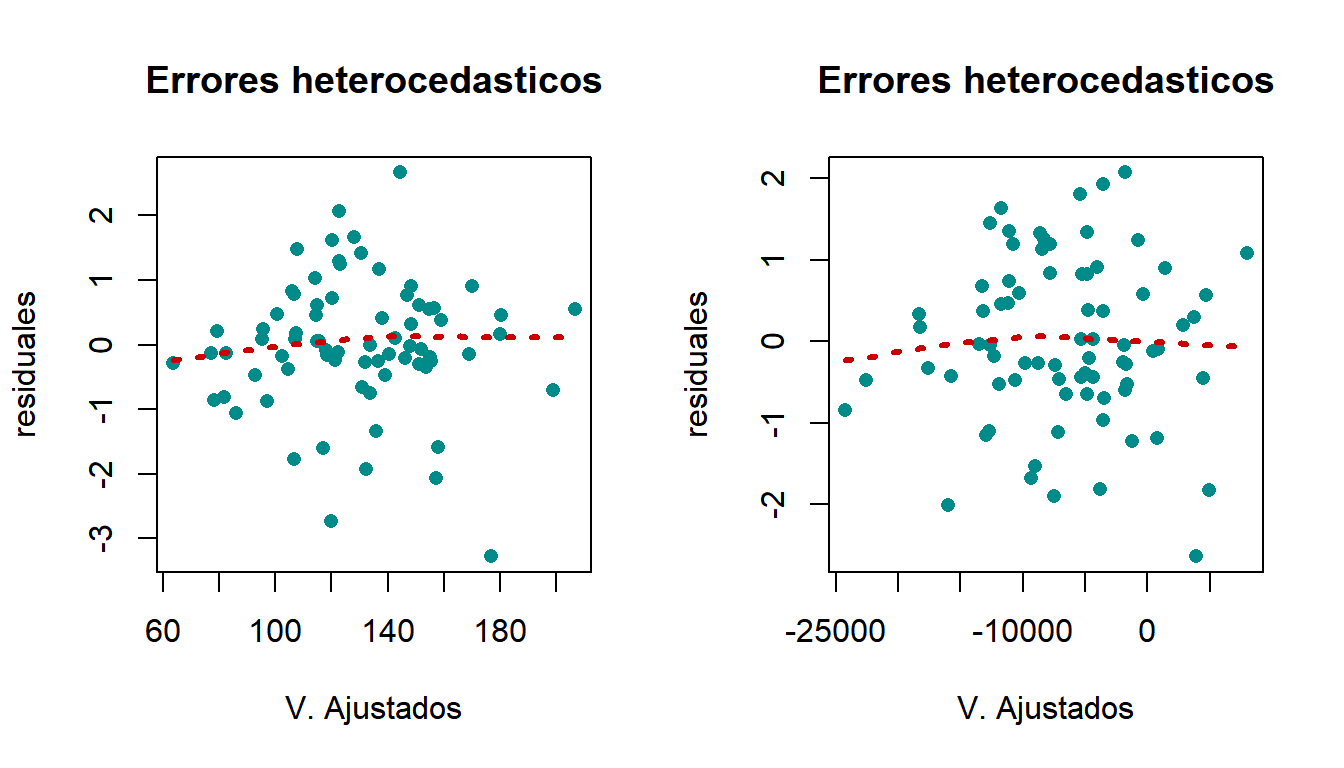 Errores heterocedasticos
residuales
2
1
0
-1
-2
-3
60 100 140 180
V. Ajustados
Errores heterocedasticos
residuales
2
1
0
-1
-2
-25000 -10000 0
V. Ajustados